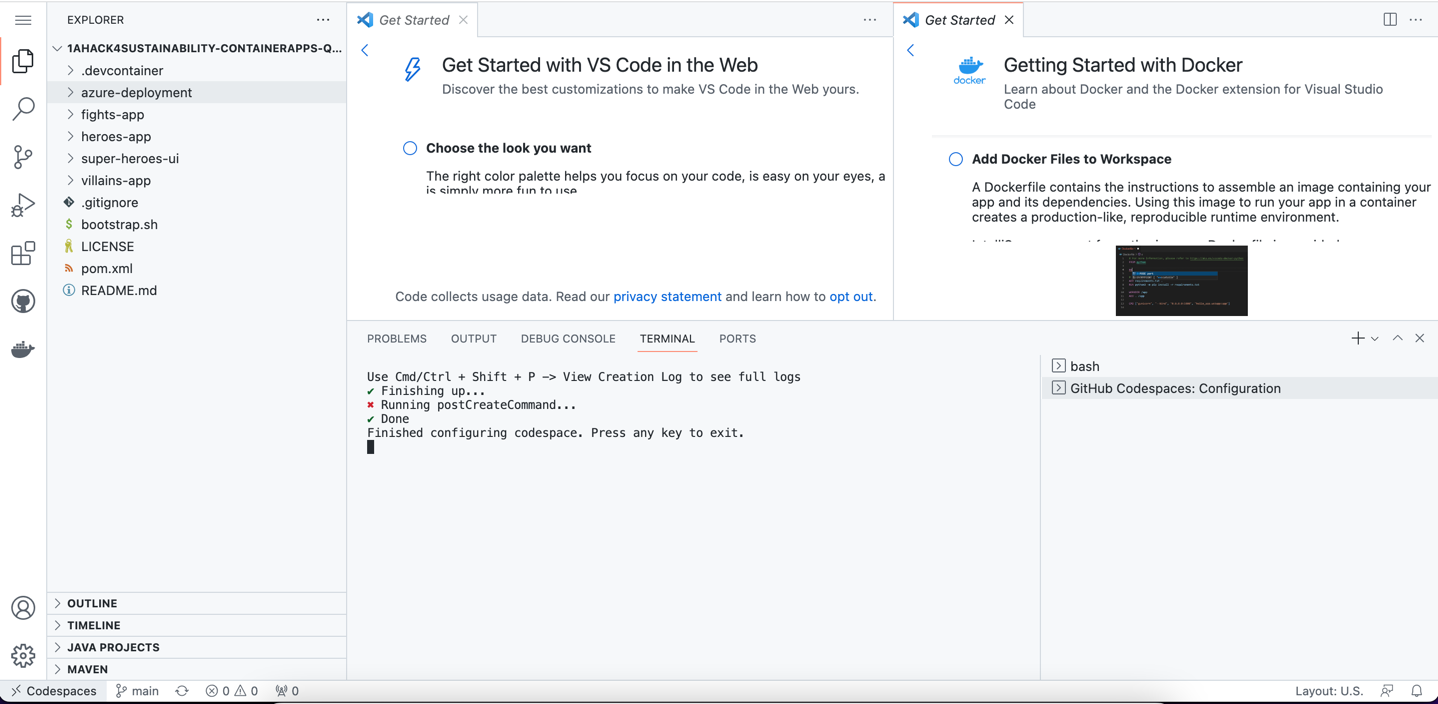 EXPLORER
1AHACK4SUSTAINABILITY-CONTAINERAPPS-Q...
.devcontainer
azure-deployment
fights-app
heroes-app
super-heroes-ui
villains-app
.gitignore
bootstrap.sh
LICENSE
pom.xml
README.md
OUTLINE
TIMELINE
JAVA PROJECTS
MAVEN
Get Started
Get Started with VS Code in the Web
Discover the best customizations to make VS Code in the Web yours.
Choose the look you want
The right color palette helps you focus on your code, is easy on your eyes, a
is simply more fun to use
Code collects usage data. Read our privacy statement and learn how to opt out.
Get Started
docker
Getting Started with Docker
Learn about Docker and the Docker extension for Visual Studio
Code
Add Docker Files to Workspace
A Dockerfile contains the instructions to assemble an image containing your
app and its dependencies. Using this image to run your app in a container
creates a production-like, reproducible runtime environment.
PROBLEMS OUTPUT DEBUG CONSOLE TERMINAL PORTS
Use Cmd/Ctrl + Shift + P -> View Creation Log to see full logs
✔ Finishing up...
✖ Running postCreateCommand...
✔ Done
Finished configuring codespace. Press any key to exit.
bash
GitHub Codespaces: Configuration
Codespaces main 0 0 0 Layout: U.S.